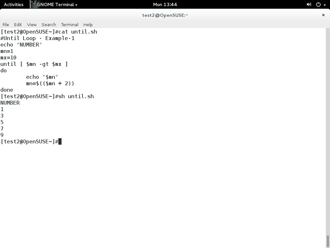 Activities GNOME Terminal Mon 13:44
test2@OpenSUSE:~
File Edit View Search Terminal Help
[test2@OpenSUSE ~]#cat until.sh
#Until Loop - Example-1
echo "NUMBER"
mn=1
mx=10
until [ $mn -gt $mx ]
do
echo "$mn"
mn=$(($mn + 2))
done
[test2@OpenSUSE ~]#sh until.sh
NUMBER
1
3
5
7
9
[test2@OpenSUSE ~]#